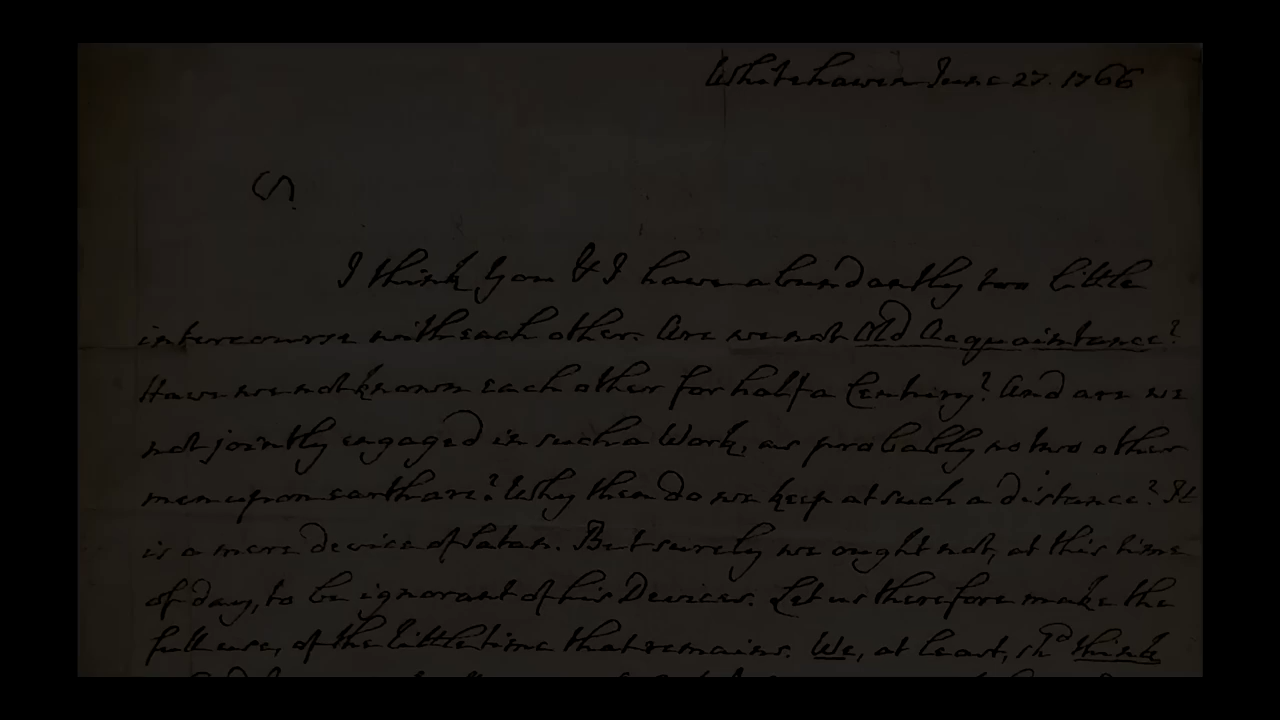 Whitehaven June 27. 1766
S.
I think You & I have abundantly too little
intercourse with each other. Are we not Old Acquaintance?
Have we not known each other for half a Century? And are we
not jointly engaged in such a Work, as probably no two other
men upon earth are? Why then do we keep at such a distance? It
is a mere device of Satan. But surely we ought not, at this time
of day, to be ignorant of his Devices. Let us therefore make the
full use, of the little time that remains. We, at least, shd think